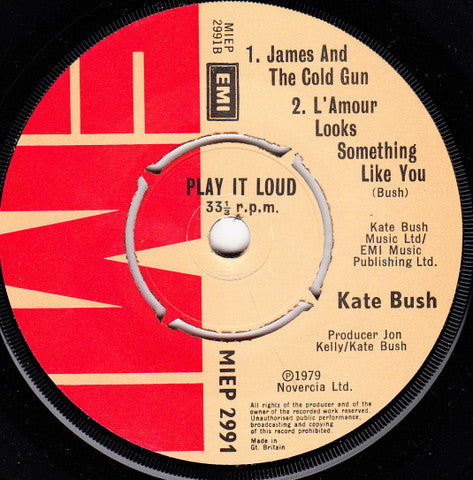 MIEP
2991B
EMI
1. James And
The Cold Gun
2. L'Amour
Looks
Something
Like You
(Bush)
PLAY IT LOUD
33⅓ r.p.m.
Kate Bush
Music Ltd/
EMI Music
Publishing Ltd.
Kate Bush
Producer Jon
Kelly/Kate Bush
℗1979
Novercia Ltd.
All rights of the producer and of the
owner of the recorded work reserved.
Unauthorised public performance,
broadcasting and copying of
this record prohibited.
Made in
Gt. Britain
MIEP 2991
EMI